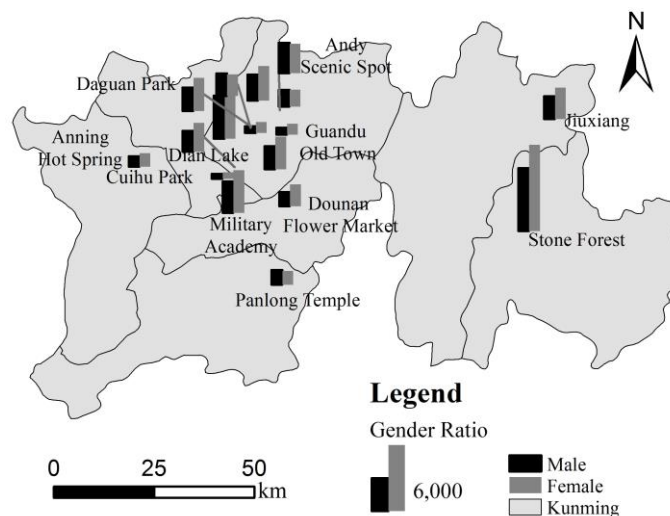 N
Andy
Scenic Spot
Daguan Park
Jiuxiang
Anning
Hot Spring
Guandu
Old Town
Dian Lake
Cuihu Park
Dounan
Flower Market
Military
Academy
Stone Forest
Panlong Temple
Legend
Gender Ratio
6,000
Male
Female
Kunming
0 25 50
km